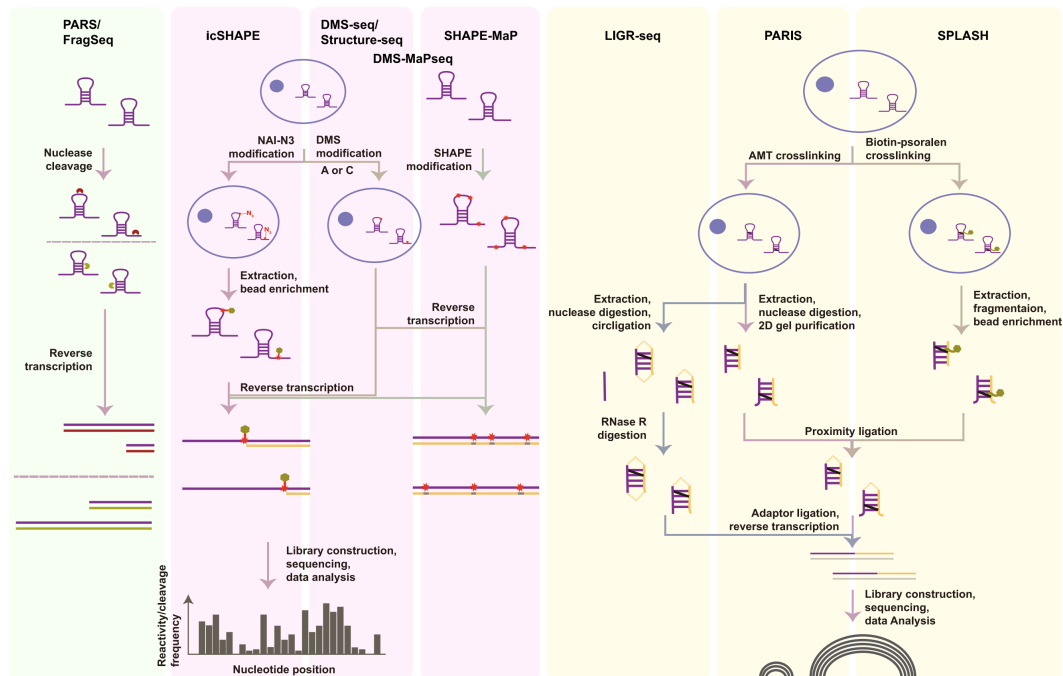 PARS/
FragSeq
icSHAPE
DMS-seq/
Structure-seq
SHAPE-MaP
DMS-MaPseq
LIGR-seq
PARIS
SPLASH
Nuclease
cleavage
NAI-N3
modification
DMS
modification
A or C
SHAPE
modification
AMT crosslinking
Biotin-psoralen
crosslinking
N3
N3
Extraction,
bead enrichment
Reverse
transcription
Reverse
transcription
Reverse transcription
Extraction,
nuclease digestion,
circligation
Extraction,
nuclease digestion,
2D gel purification
Extraction,
fragmentaion,
bead enrichment
RNase R
digestion
Proximity ligation
Adaptor ligation,
reverse transcription
Library construction,
sequencing,
data analysis
Library construction,
sequencing,
data Analysis
Reactivity/cleavage
frequency
Nucleotide position